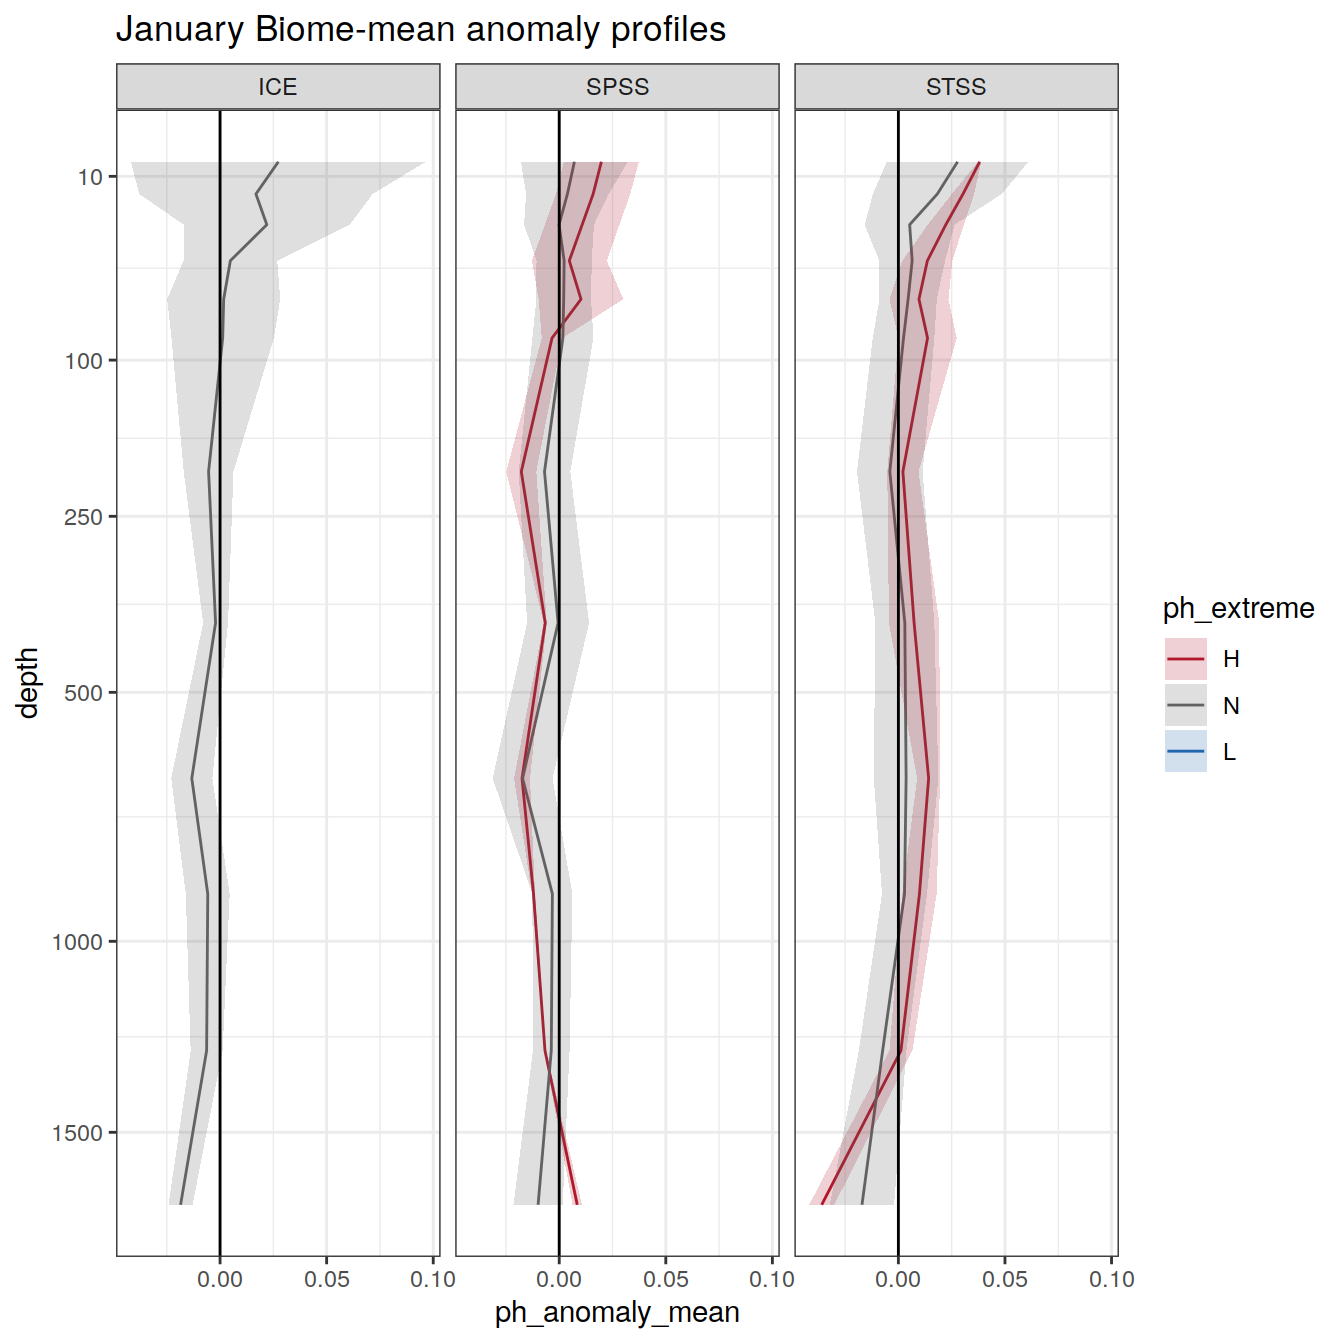 January Biome-mean anomaly profiles
ICE SPSS STSS
10
100
250
500
1000
1500
depth
0.00 0.05 0.10 0.00 0.05 0.10 0.00 0.05 0.10
ph_anomaly_mean
ph_extreme
H
N
L